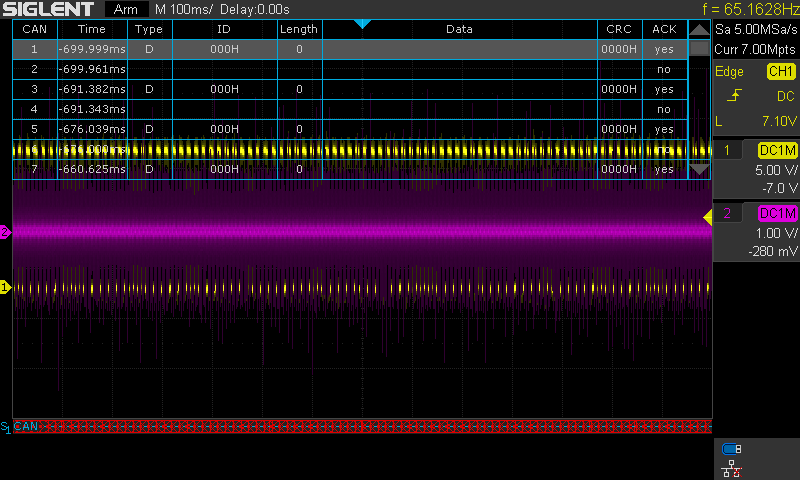 SIGLENT Arm M 100ms/ Delay:0.00s f = 65.1628Hz
CAN Time Type ID Length Data CRC ACK
1 -699.999ms D 000H 0 0000H yes
2 -699.961ms no
3 -691.382ms D 000H 0 0000H yes
4 -691.343ms no
5 -676.039ms D 000H 0 0000H yes
6 -676.000ms no
7 -660.625ms D 000H 0 0000H yes
Sa 5.00MSa/s
Curr 7.00Mpts
Edge CH1
DC
L 7.10V
1 DC1M
5.00 V/
-7.0 V
2 DC1M
1.00 V/
-280 mV
2
1
S1 CAN